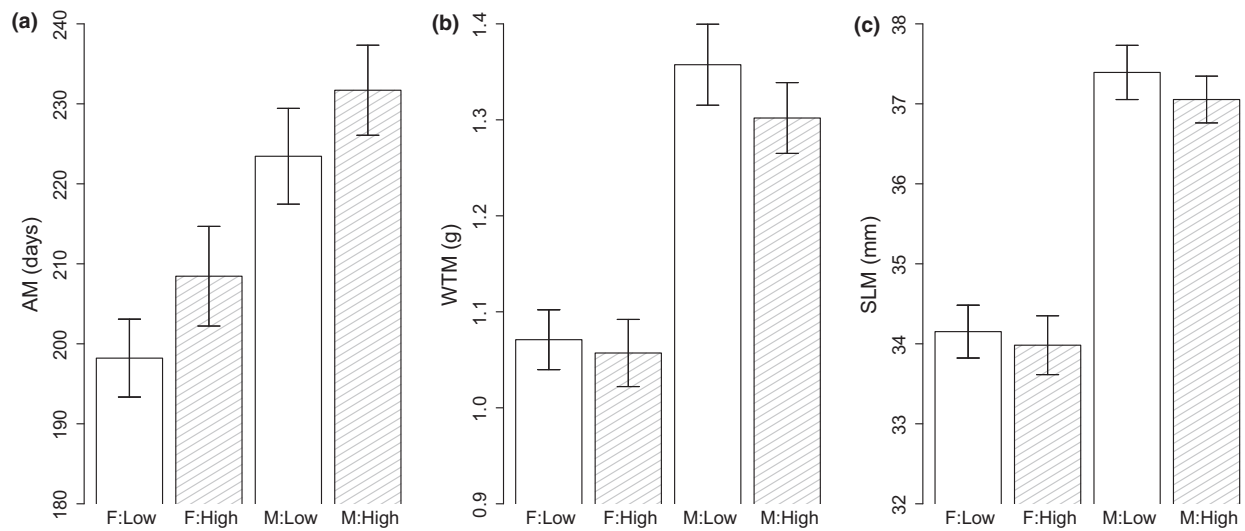 (a)
AM (days)
240
230
220
210
200
190
180
F:Low F:High M:Low M:High
(b)
WTM (g)
1.4
1.3
1.2
1.1
1.0
0.9
F:Low F:High M:Low M:High
(c)
SLM (mm)
38
37
36
35
34
33
32
F:Low F:High M:Low M:High